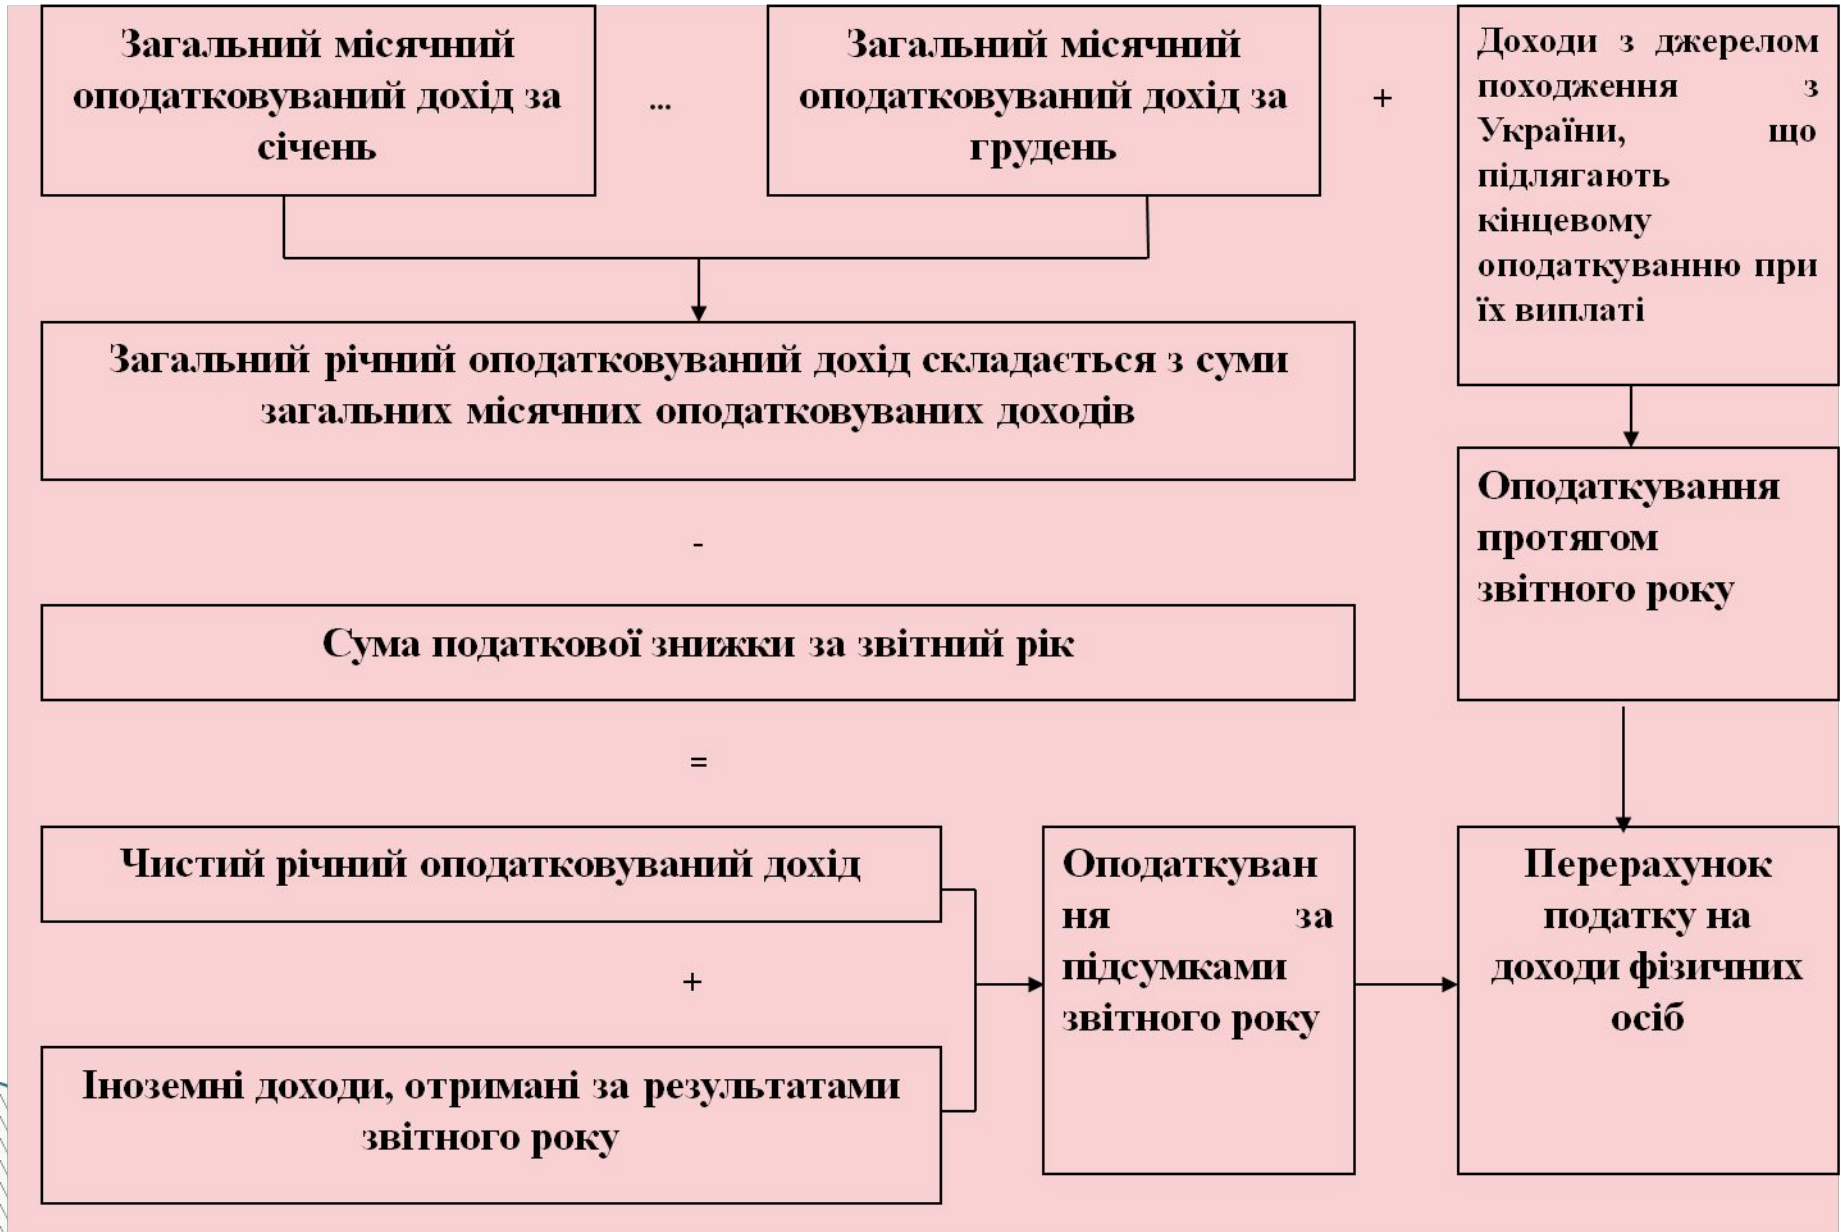 Загальний місячний
оподатковуваний дохід за
січень
...
Загальний місячний
оподатковуваний дохід за
грудень
+
Доходи з джерелом
походження з
України, що
підлягають
кінцевому
оподаткуванню при
їх виплаті
Загальний річний оподатковуваний дохід складається з суми
загальних місячних оподатковуваних доходів
Оподаткування
протягом
звітного року
-
Сума податкової знижки за звітний рік
=
Чистий річний оподатковуваний дохід
+
Іноземні доходи, отримані за результатами
звітного року
Оподаткуван
ня за
підсумками
звітного року
Перерахунок
податку на
доходи фізичних
осіб